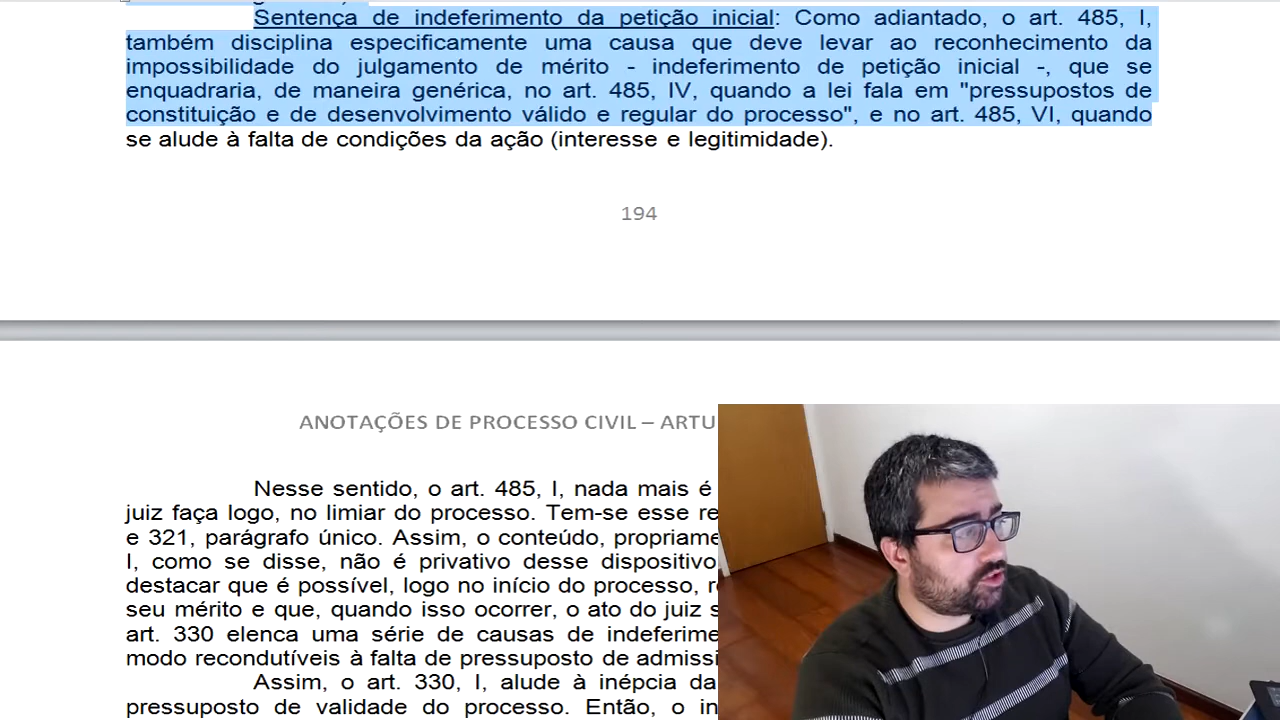 Sentença de indeferimento da petição inicial: Como adiantado, o art. 485, I,
também disciplina especificamente uma causa que deve levar ao reconhecimento da
impossibilidade do julgamento de mérito - indeferimento de petição inicial -, que se
enquadraria, de maneira genérica, no art. 485, IV, quando a lei fala em "pressupostos de
constituição e de desenvolvimento válido e regular do processo", e no art. 485, VI, quando
se alude à falta de condições da ação (interesse e legitimidade).
194
ANOTAÇÕES DE PROCESSO CIVIL – ARTU
Nesse sentido, o art. 485, I, nada mais é
juiz faça logo, no limiar do processo. Tem-se esse re
e 321, parágrafo único. Assim, o conteúdo, propriame
I, como se disse, não é privativo desse dispositivo
destacar que é possível, logo no início do processo, r
seu mérito e que, quando isso ocorrer, o ato do juiz s
art. 330 elenca uma série de causas de indeferime
modo recondutíveis à falta de pressuposto de admissi
Assim, o art. 330, I, alude à inépcia da
pressuposto de validade do processo. Então, o in